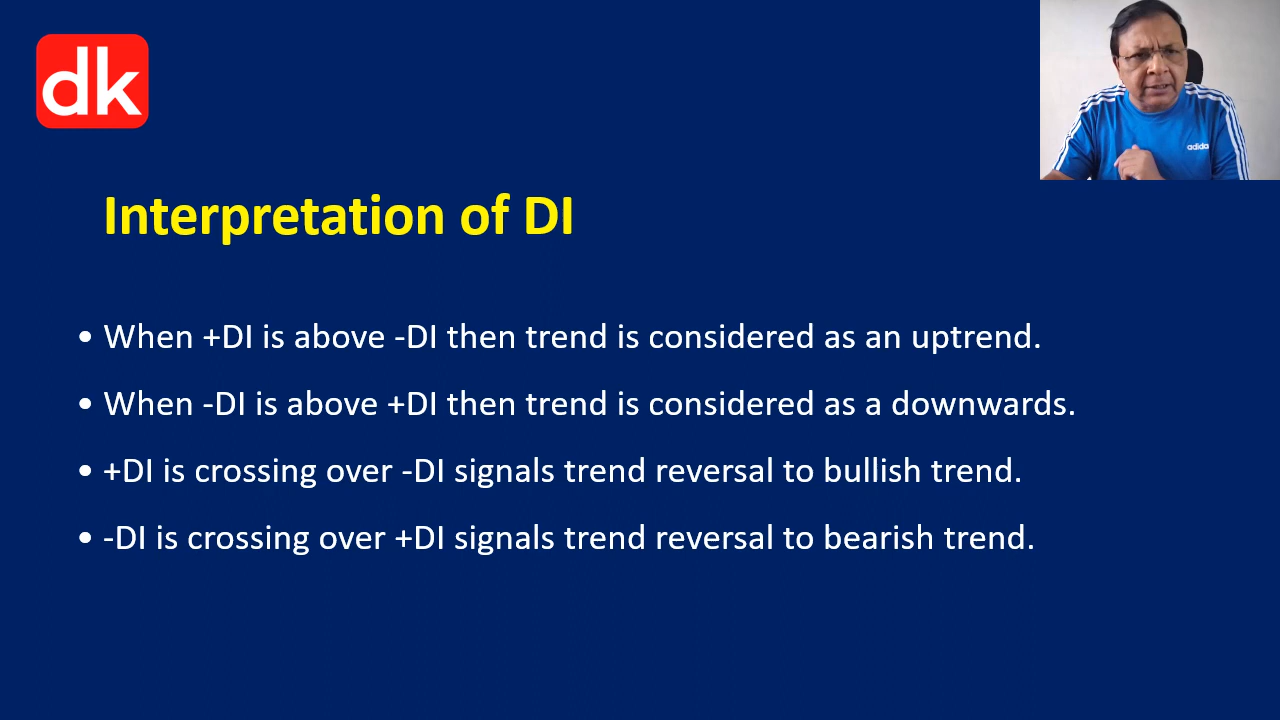 dk
adidas
Interpretation of DI
• When +DI is above -DI then trend is considered as an uptrend.
• When -DI is above +DI then trend is considered as a downwards.
• +DI is crossing over -DI signals trend reversal to bullish trend.
• -DI is crossing over +DI signals trend reversal to bearish trend.